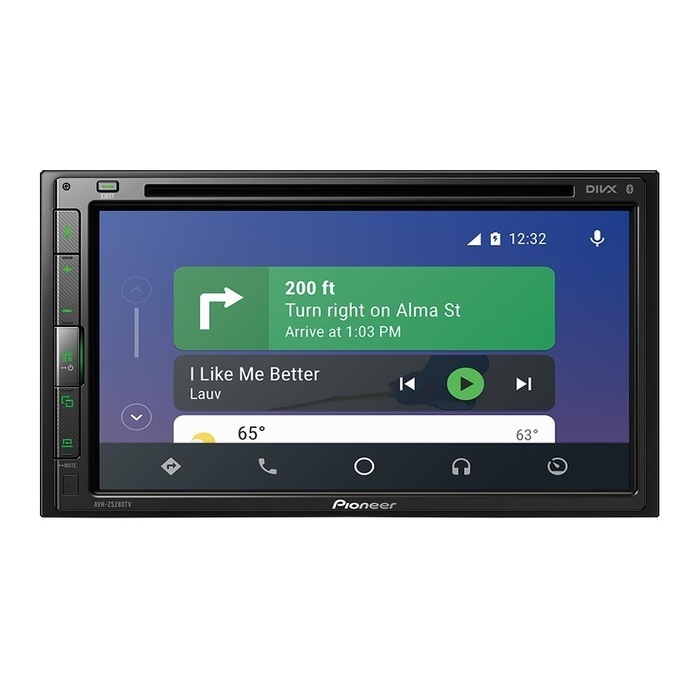 EJECT
DIVX
12:32
200 ft
Turn right on Alma St
Arrive at 1:03 PM
I Like Me Better
Lauv
65°
63°
MUTE
AVH-Z5280TV
Pioneer